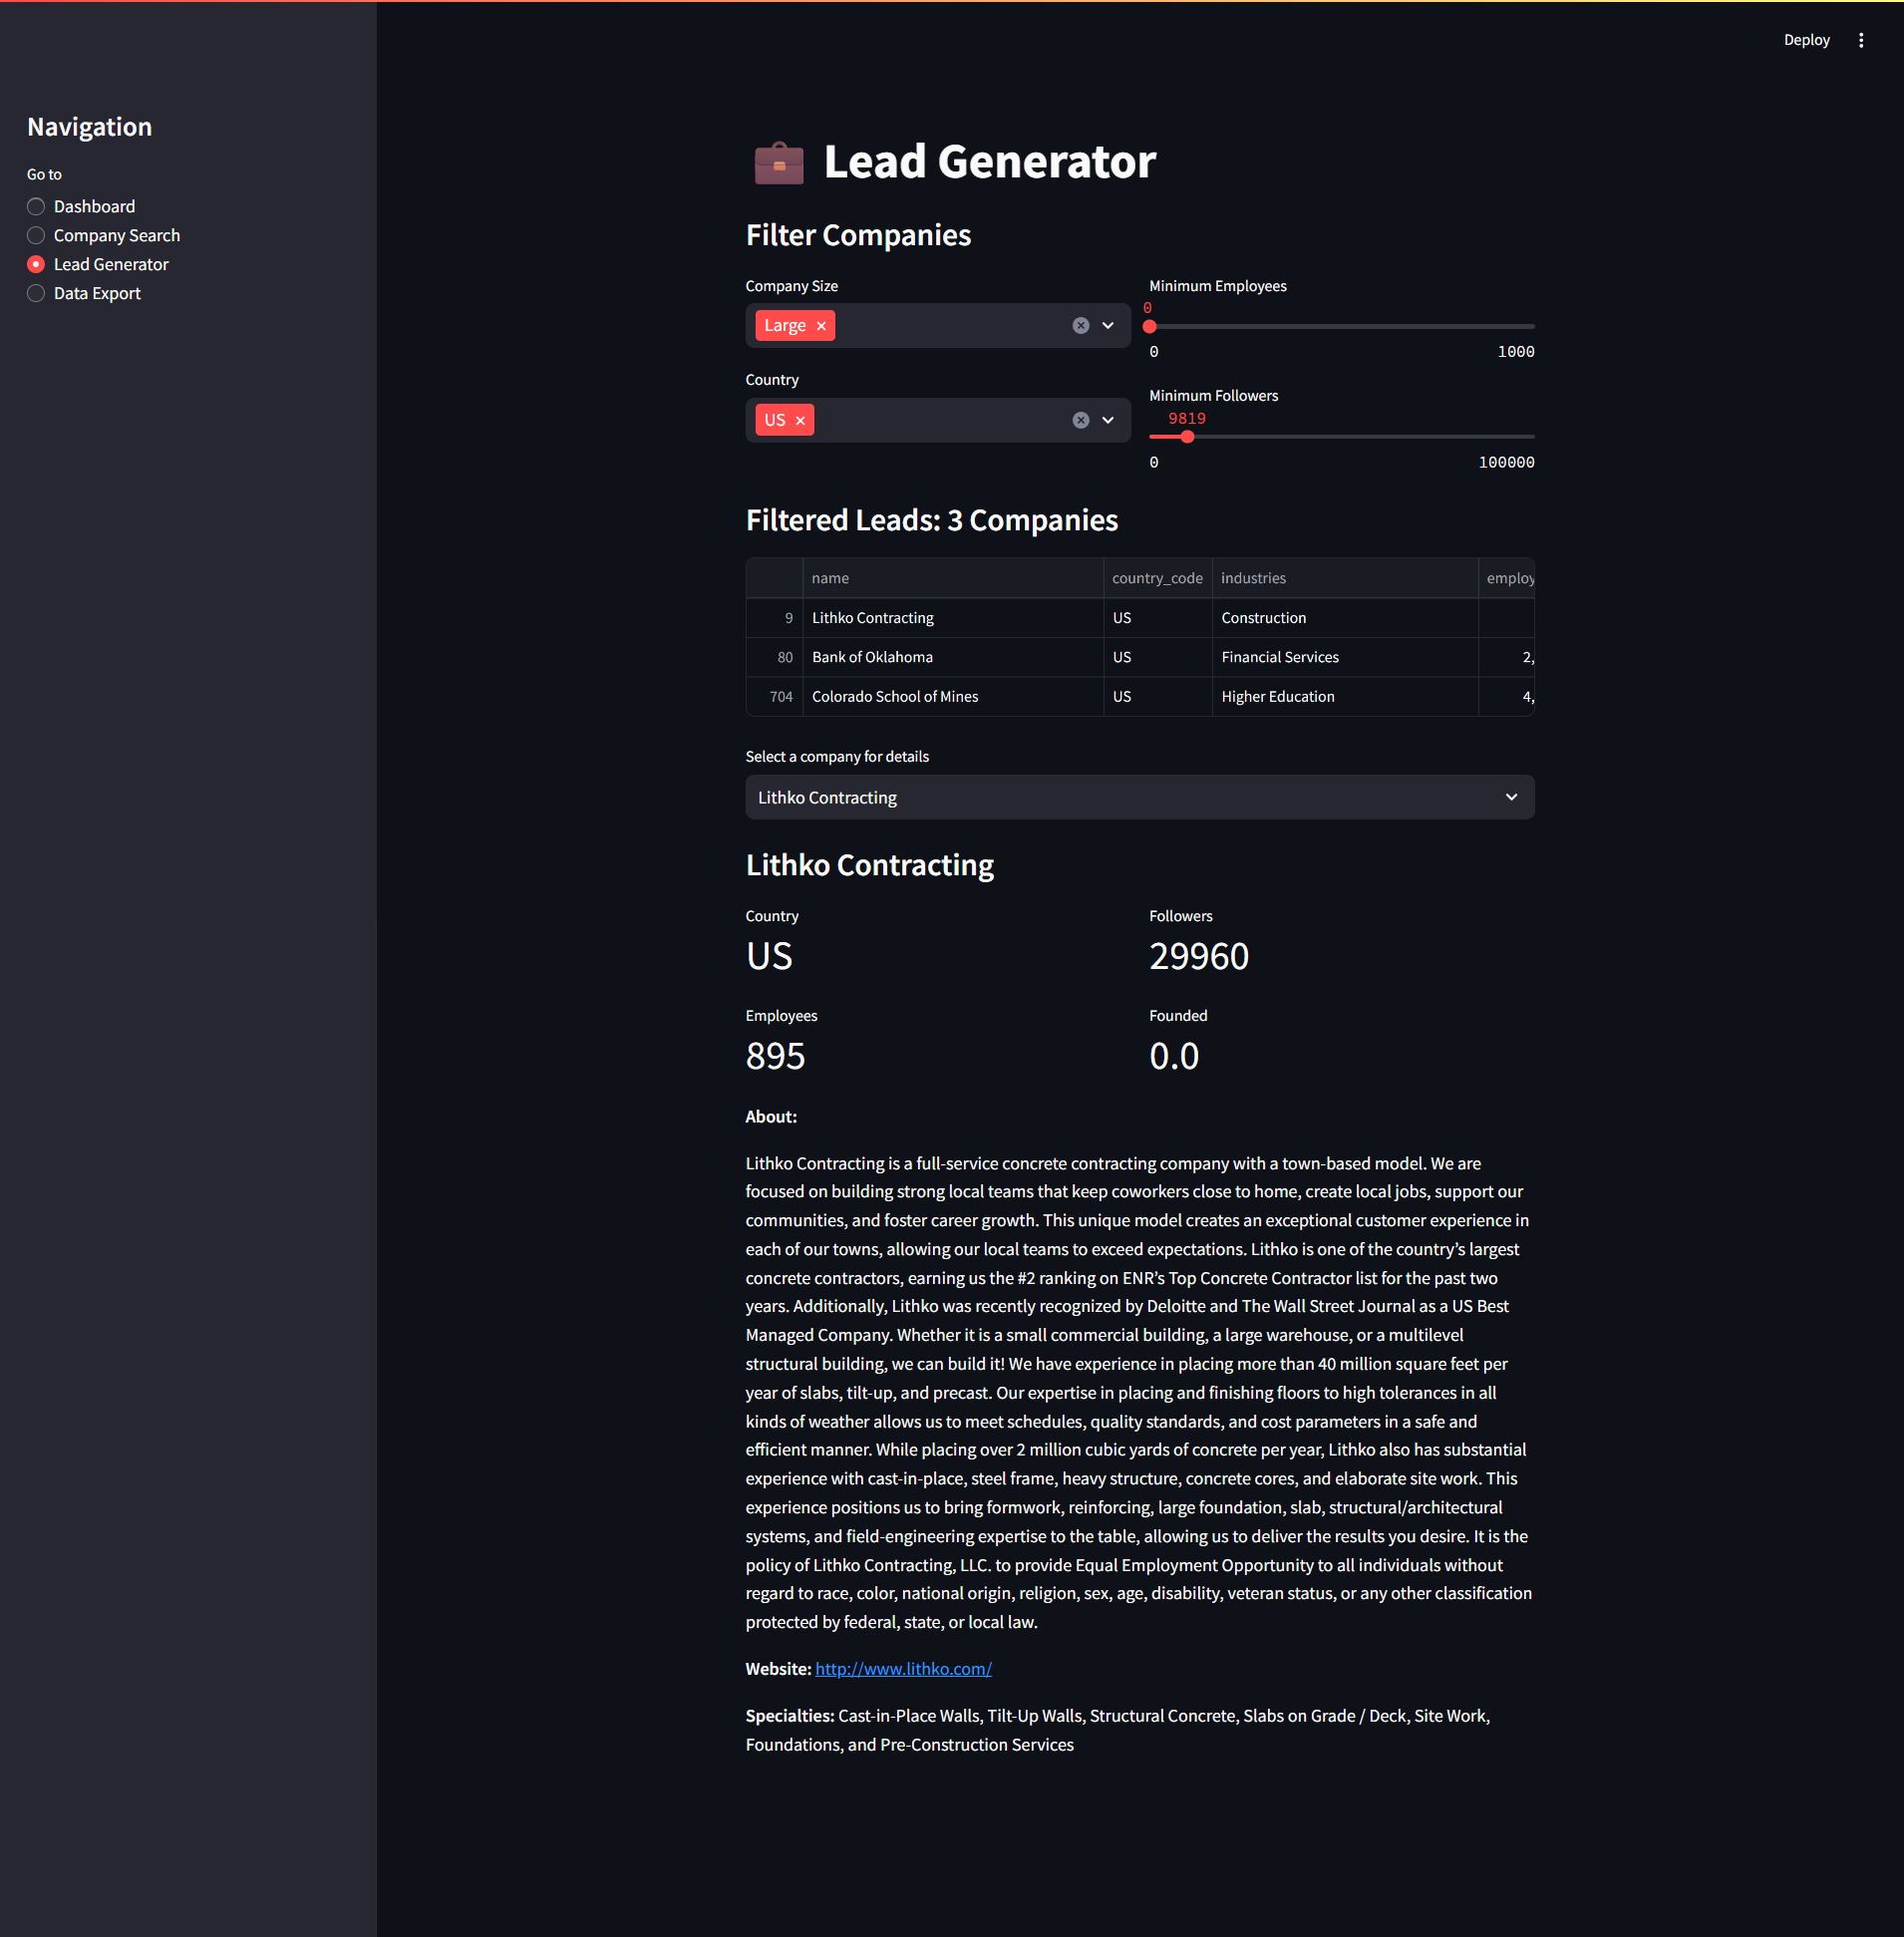 Deploy
Navigation
Go to
Dashboard
Company Search
Lead Generator
Data Export
Lead Generator
Filter Companies
Company Size
Large
Country
US
Minimum Employees
0
0 1000
Minimum Followers
9819
0 100000
Filtered Leads: 3 Companies
name country_code industries employ
9 Lithko Contracting US Construction
80 Bank of Oklahoma US Financial Services 2,
704 Colorado School of Mines US Higher Education 4,
Select a company for details
Lithko Contracting
Lithko Contracting
Country
US
Followers
29960
Employees
895
Founded
0.0
About:
Lithko Contracting is a full-service concrete contracting company with a town-based model. We are
focused on building strong local teams that keep coworkers close to home, create local jobs, support our
communities, and foster career growth. This unique model creates an exceptional customer experience in
each of our towns, allowing our local teams to exceed expectations. Lithko is one of the country’s largest
concrete contractors, earning us the #2 ranking on ENR’s Top Concrete Contractor list for the past two
years. Additionally, Lithko was recently recognized by Deloitte and The Wall Street Journal as a US Best
Managed Company. Whether it is a small commercial building, a large warehouse, or a multilevel
structural building, we can build it! We have experience in placing more than 40 million square feet per
year of slabs, tilt-up, and precast. Our expertise in placing and finishing floors to high tolerances in all
kinds of weather allows us to meet schedules, quality standards, and cost parameters in a safe and
efficient manner. While placing over 2 million cubic yards of concrete per year, Lithko also has substantial
experience with cast-in-place, steel frame, heavy structure, concrete cores, and elaborate site work. This
experience positions us to bring formwork, reinforcing, large foundation, slab, structural/architectural
systems, and field-engineering expertise to the table, allowing us to deliver the results you desire. It is the
policy of Lithko Contracting, LLC. to provide Equal Employment Opportunity to all individuals without
regard to race, color, national origin, religion, sex, age, disability, veteran status, or any other classification
protected by federal, state, or local law.
Website: http://www.lithko.com/
Specialties: Cast-in-Place Walls, Tilt-Up Walls, Structural Concrete, Slabs on Grade / Deck, Site Work,
Foundations, and Pre-Construction Services